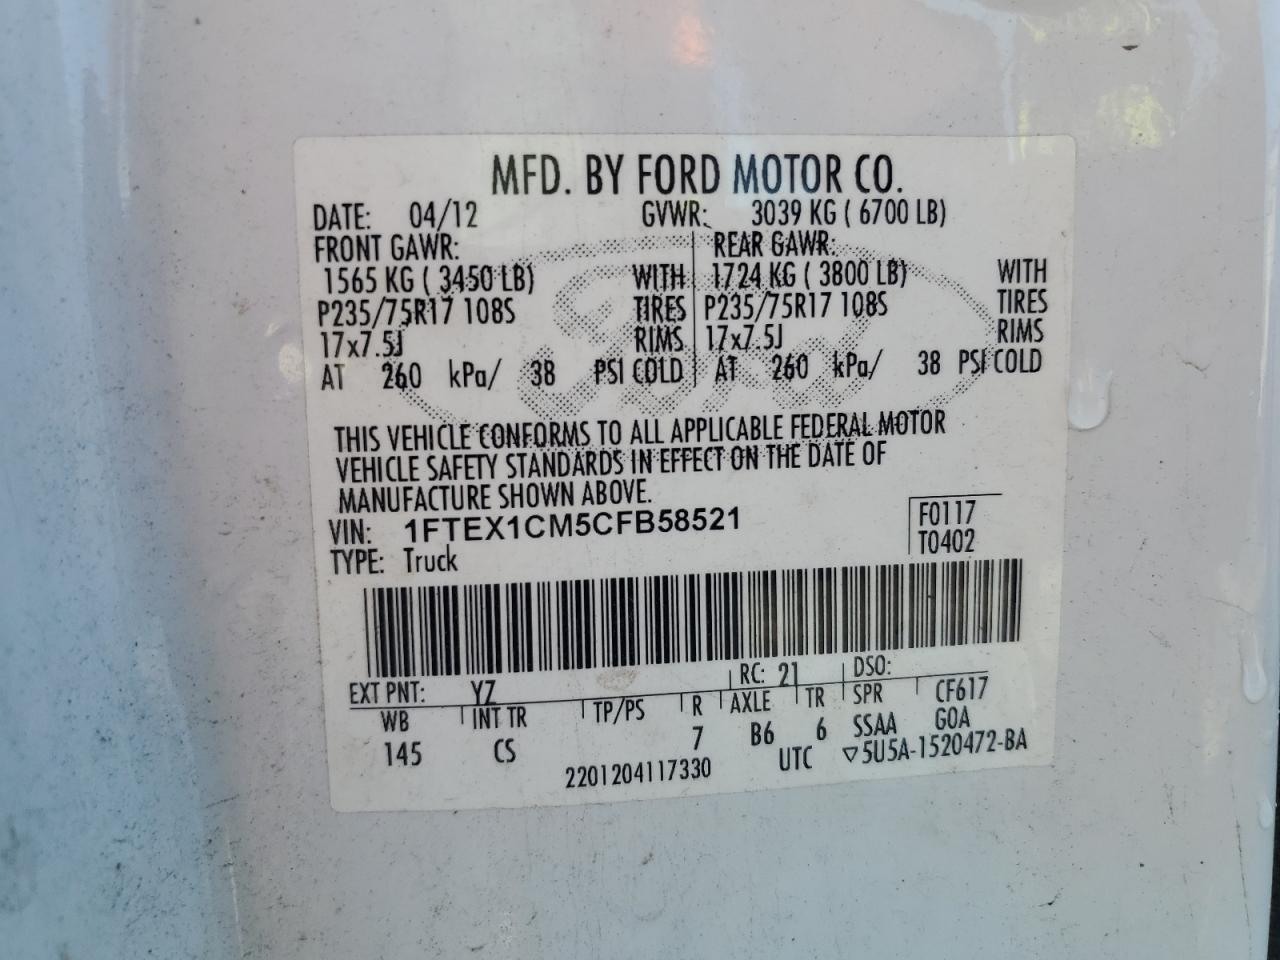 MFD. BY FORD MOTOR CO.
DATE: 04/12 GVWR: 3039 KG ( 6700 LB)
FRONT GAWR: REAR GAWR:
1565 KG ( 3450 LB) WITH 1724 KG ( 3800 LB) WITH
P235/75R17 108S TIRES P235/75R17 108S TIRES
17x7.5J RIMS 17x7.5J RIMS
AT 260 kPa/ 38 PSI COLD AT 260 kPa/ 38 PSI COLD
THIS VEHICLE CONFORMS TO ALL APPLICABLE FEDERAL MOTOR
VEHICLE SAFETY STANDARDS IN EFFECT ON THE DATE OF
MANUFACTURE SHOWN ABOVE.
VIN: 1FTEX1CM5CFB58521 F0117
TYPE: Truck T0402
EXT PNT: YZ RC: 21 DSO:
WB INT TR TP/PS R AXLE TR SPR CF617
145 CS 7 B6 6 SSAA GOA
2201204117330 UTC ▽5U5A-1520472-BA